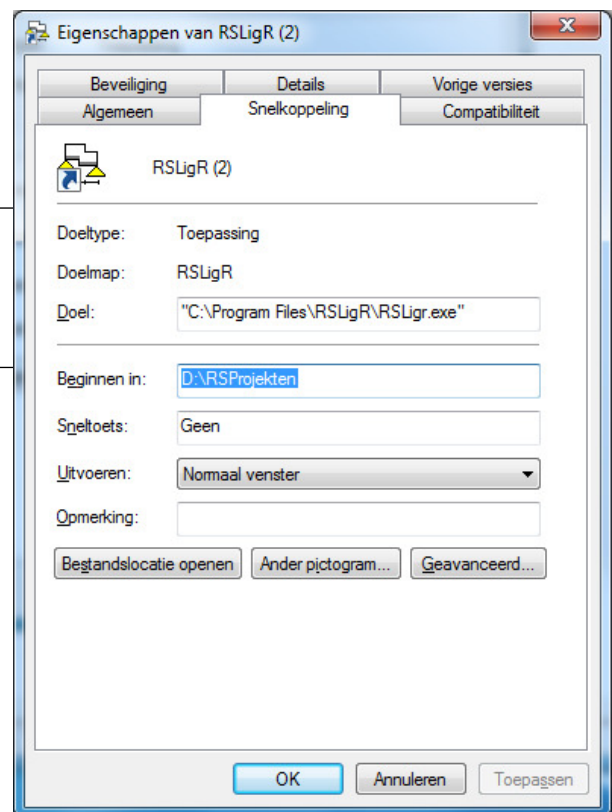 Eigenschappen van RSLigR (2)
Beveiliging Details Vorige versies
Algemeen Snelkoppeling Compatibiliteit
RSLigR (2)
Doeltype: Toepassing
Doelmap: RSLigR
Doel: "C:\Program Files\RSLigR\RSLigr.exe"
Beginnen in: D:\RSProjekten
Sneltoets: Geen
Uitvoeren: Normaal venster
Opmerking:
Bestandslocatie openen Ander pictogram... Geavanceerd...
OK Annuleren Toepassen